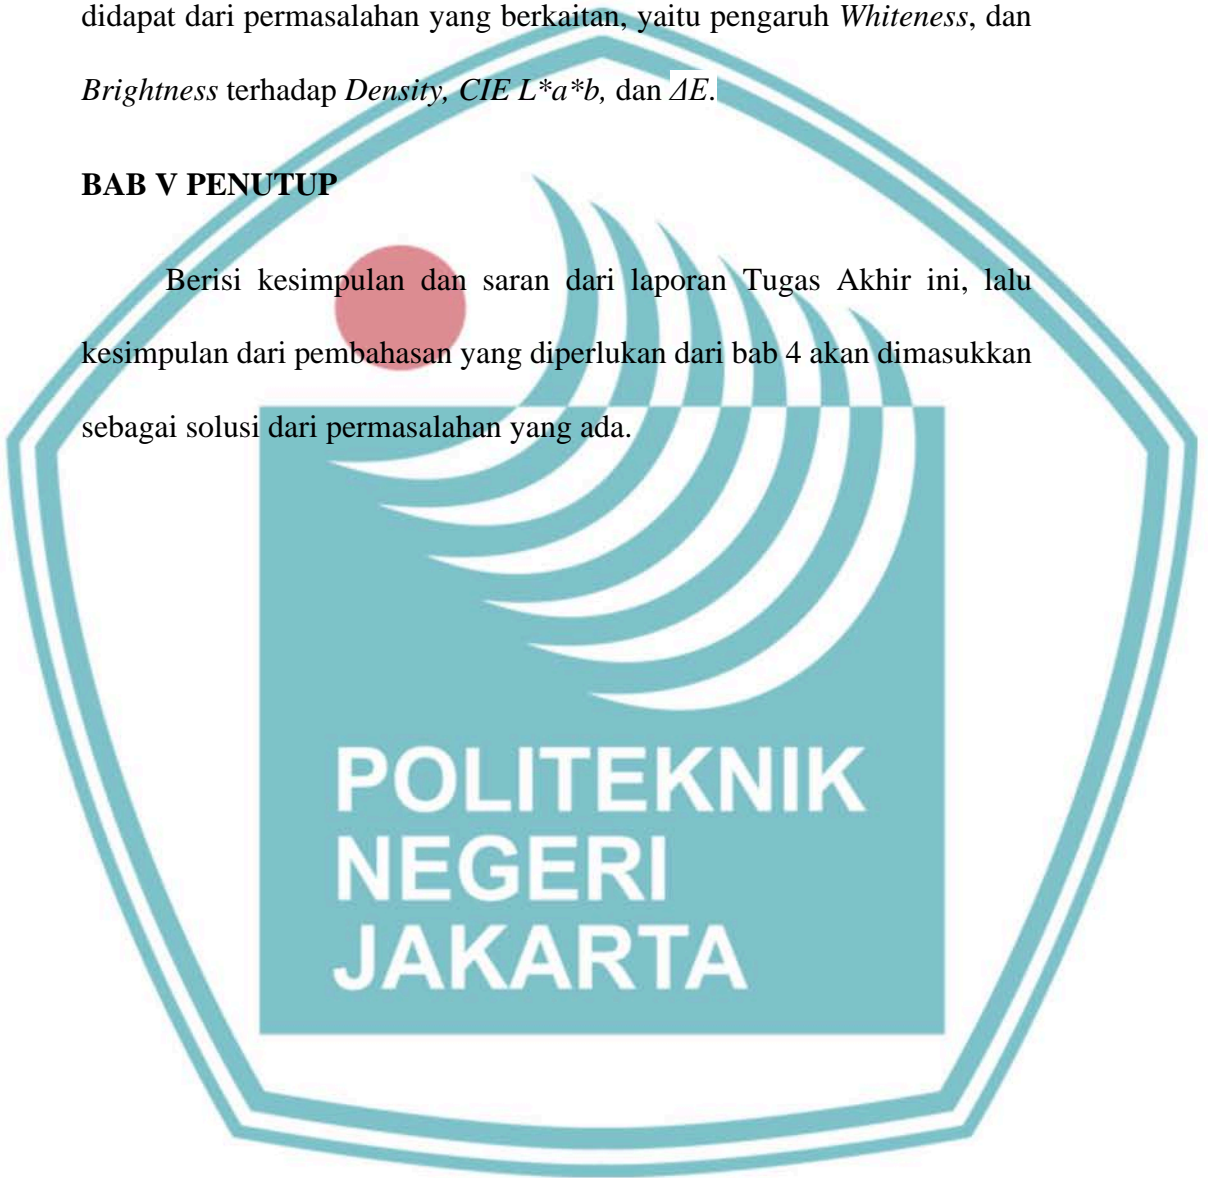 didapat dari permasalahan yang berkaitan, yaitu pengaruh Whiteness, dan
Brightness terhadap Density, CIE L*a*b, dan ΔE.
BAB V PENUTUP
Berisi kesimpulan dan saran dari laporan Tugas Akhir ini, lalu
kesimpulan dari pembahasan yang diperlukan dari bab 4 akan dimasukkan
sebagai solusi dari permasalahan yang ada.
POLITEKNIK
NEGERI
JAKARTA